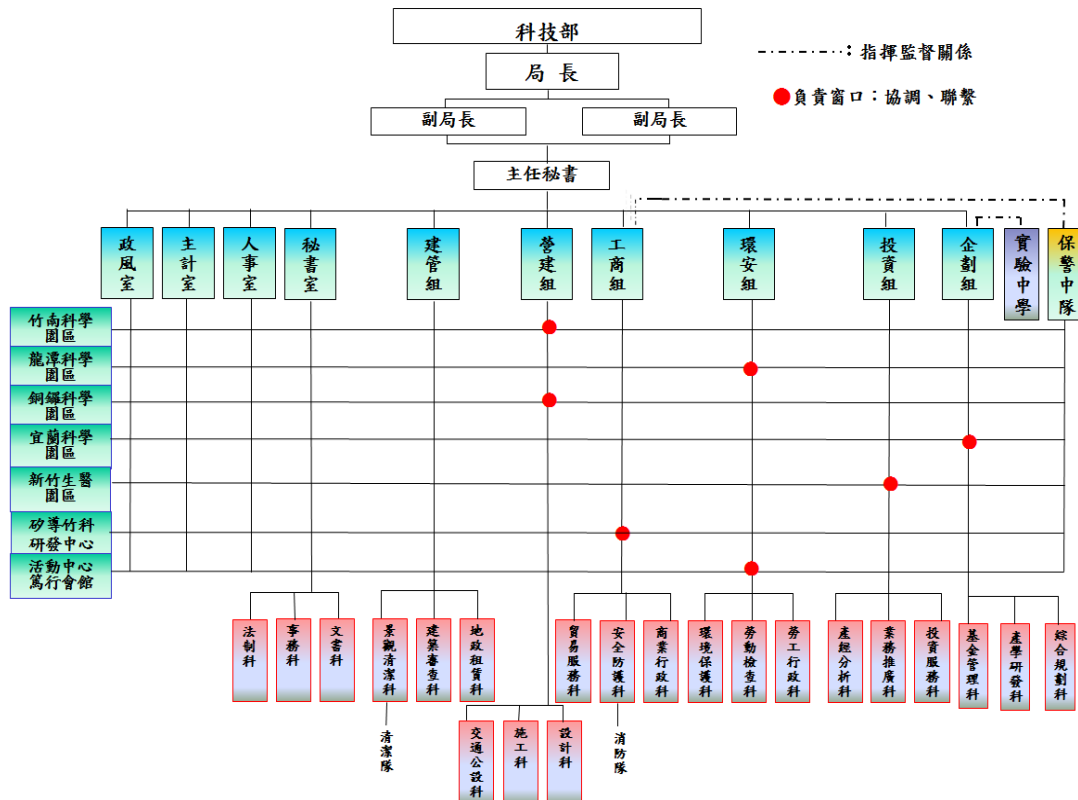 科技部
局 長
副局長
副局長
主任秘書
：指揮監督關係
負責窗口：協調、聯繫
政風室
主計室
人事室
秘書室
建管組
營建組
工商組
環安組
投資組
企劃組
實驗中學
保警中隊
竹南科學
園區
龍潭科學
園區
銅鑼科學
園區
宜蘭科學
園區
新竹生醫
園區
矽導竹科
研發中心
活動中心
篤行會館
法制科
事務科
文書科
景觀清潔科
建築審查科
地政租賃科
貿易服務科
安全防護科
商業行政科
環境保護科
勞動檢查科
勞工行政科
產經分析科
業務推廣科
投資服務科
基金管理科
產學研發科
綜合規劃科
清潔隊
交通公設科
施工科
設計科
消防隊